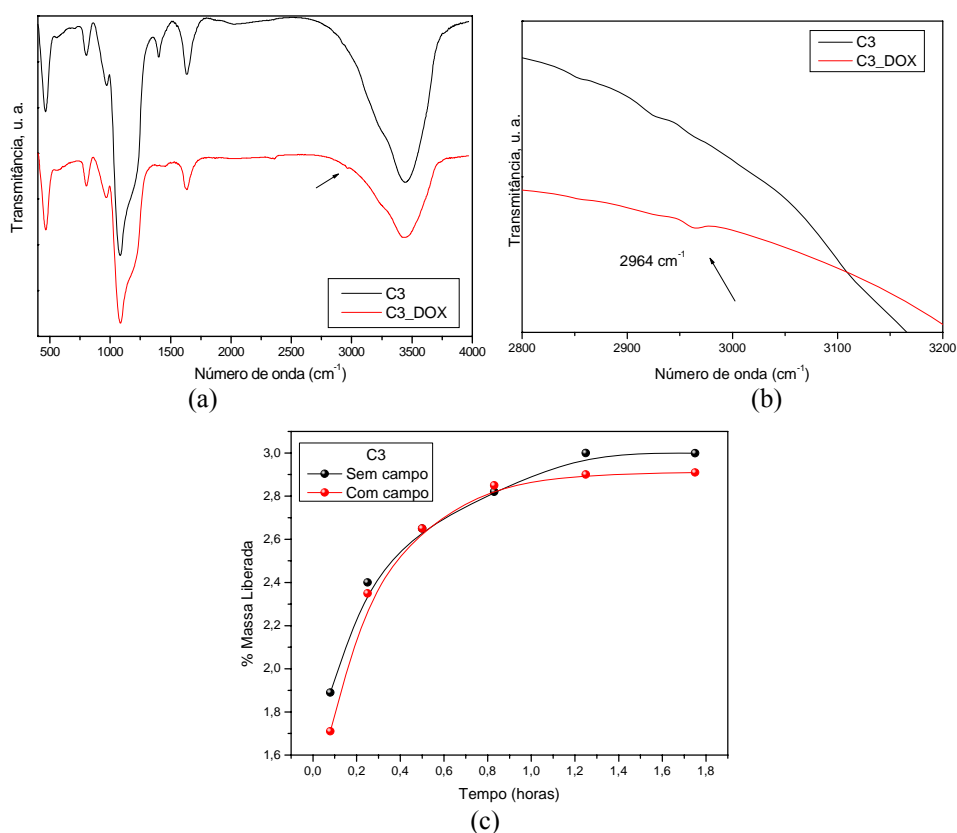 Transmitância, u. a.
C3
C3_DOX
500 1000 1500 2000 2500 3000 3500 4000
Número de onda (cm⁻¹)
(a)
Transmitância, u. a.
C3
C3_DOX
2964 cm⁻¹
2800 2900 3000 3100 3200
Número de onda (cm⁻¹)
(b)
% Massa Liberada
3,0
2,8
2,6
2,4
2,2
2,0
1,8
1,6
C3
Sem campo
Com campo
0,0 0,2 0,4 0,6 0,8 1,0 1,2 1,4 1,6 1,8
Tempo (horas)
(c)